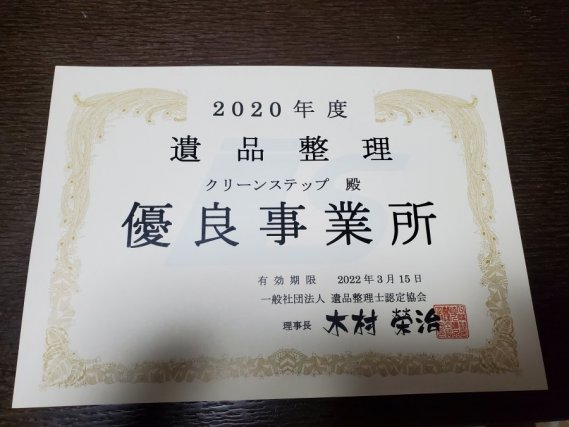 2020年度
遺品整理
クリーンステップ 殿
優良事業所
有効期限 2022年3月15日
一般社団法人 遺品整理士認定協会
理事長 木村 榮治